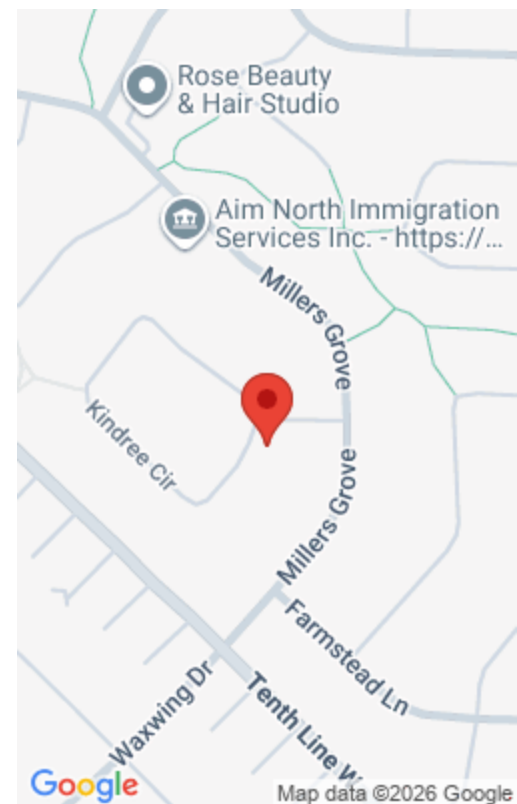 Rose Beauty
& Hair Studio
Aim North Immigration
Services Inc. - https://...
Millers Grove
Kindree Cir
Millers Grove
Farmstead Ln
Waxwing Dr
Tenth Line W
Google
Map data ©2026 Google